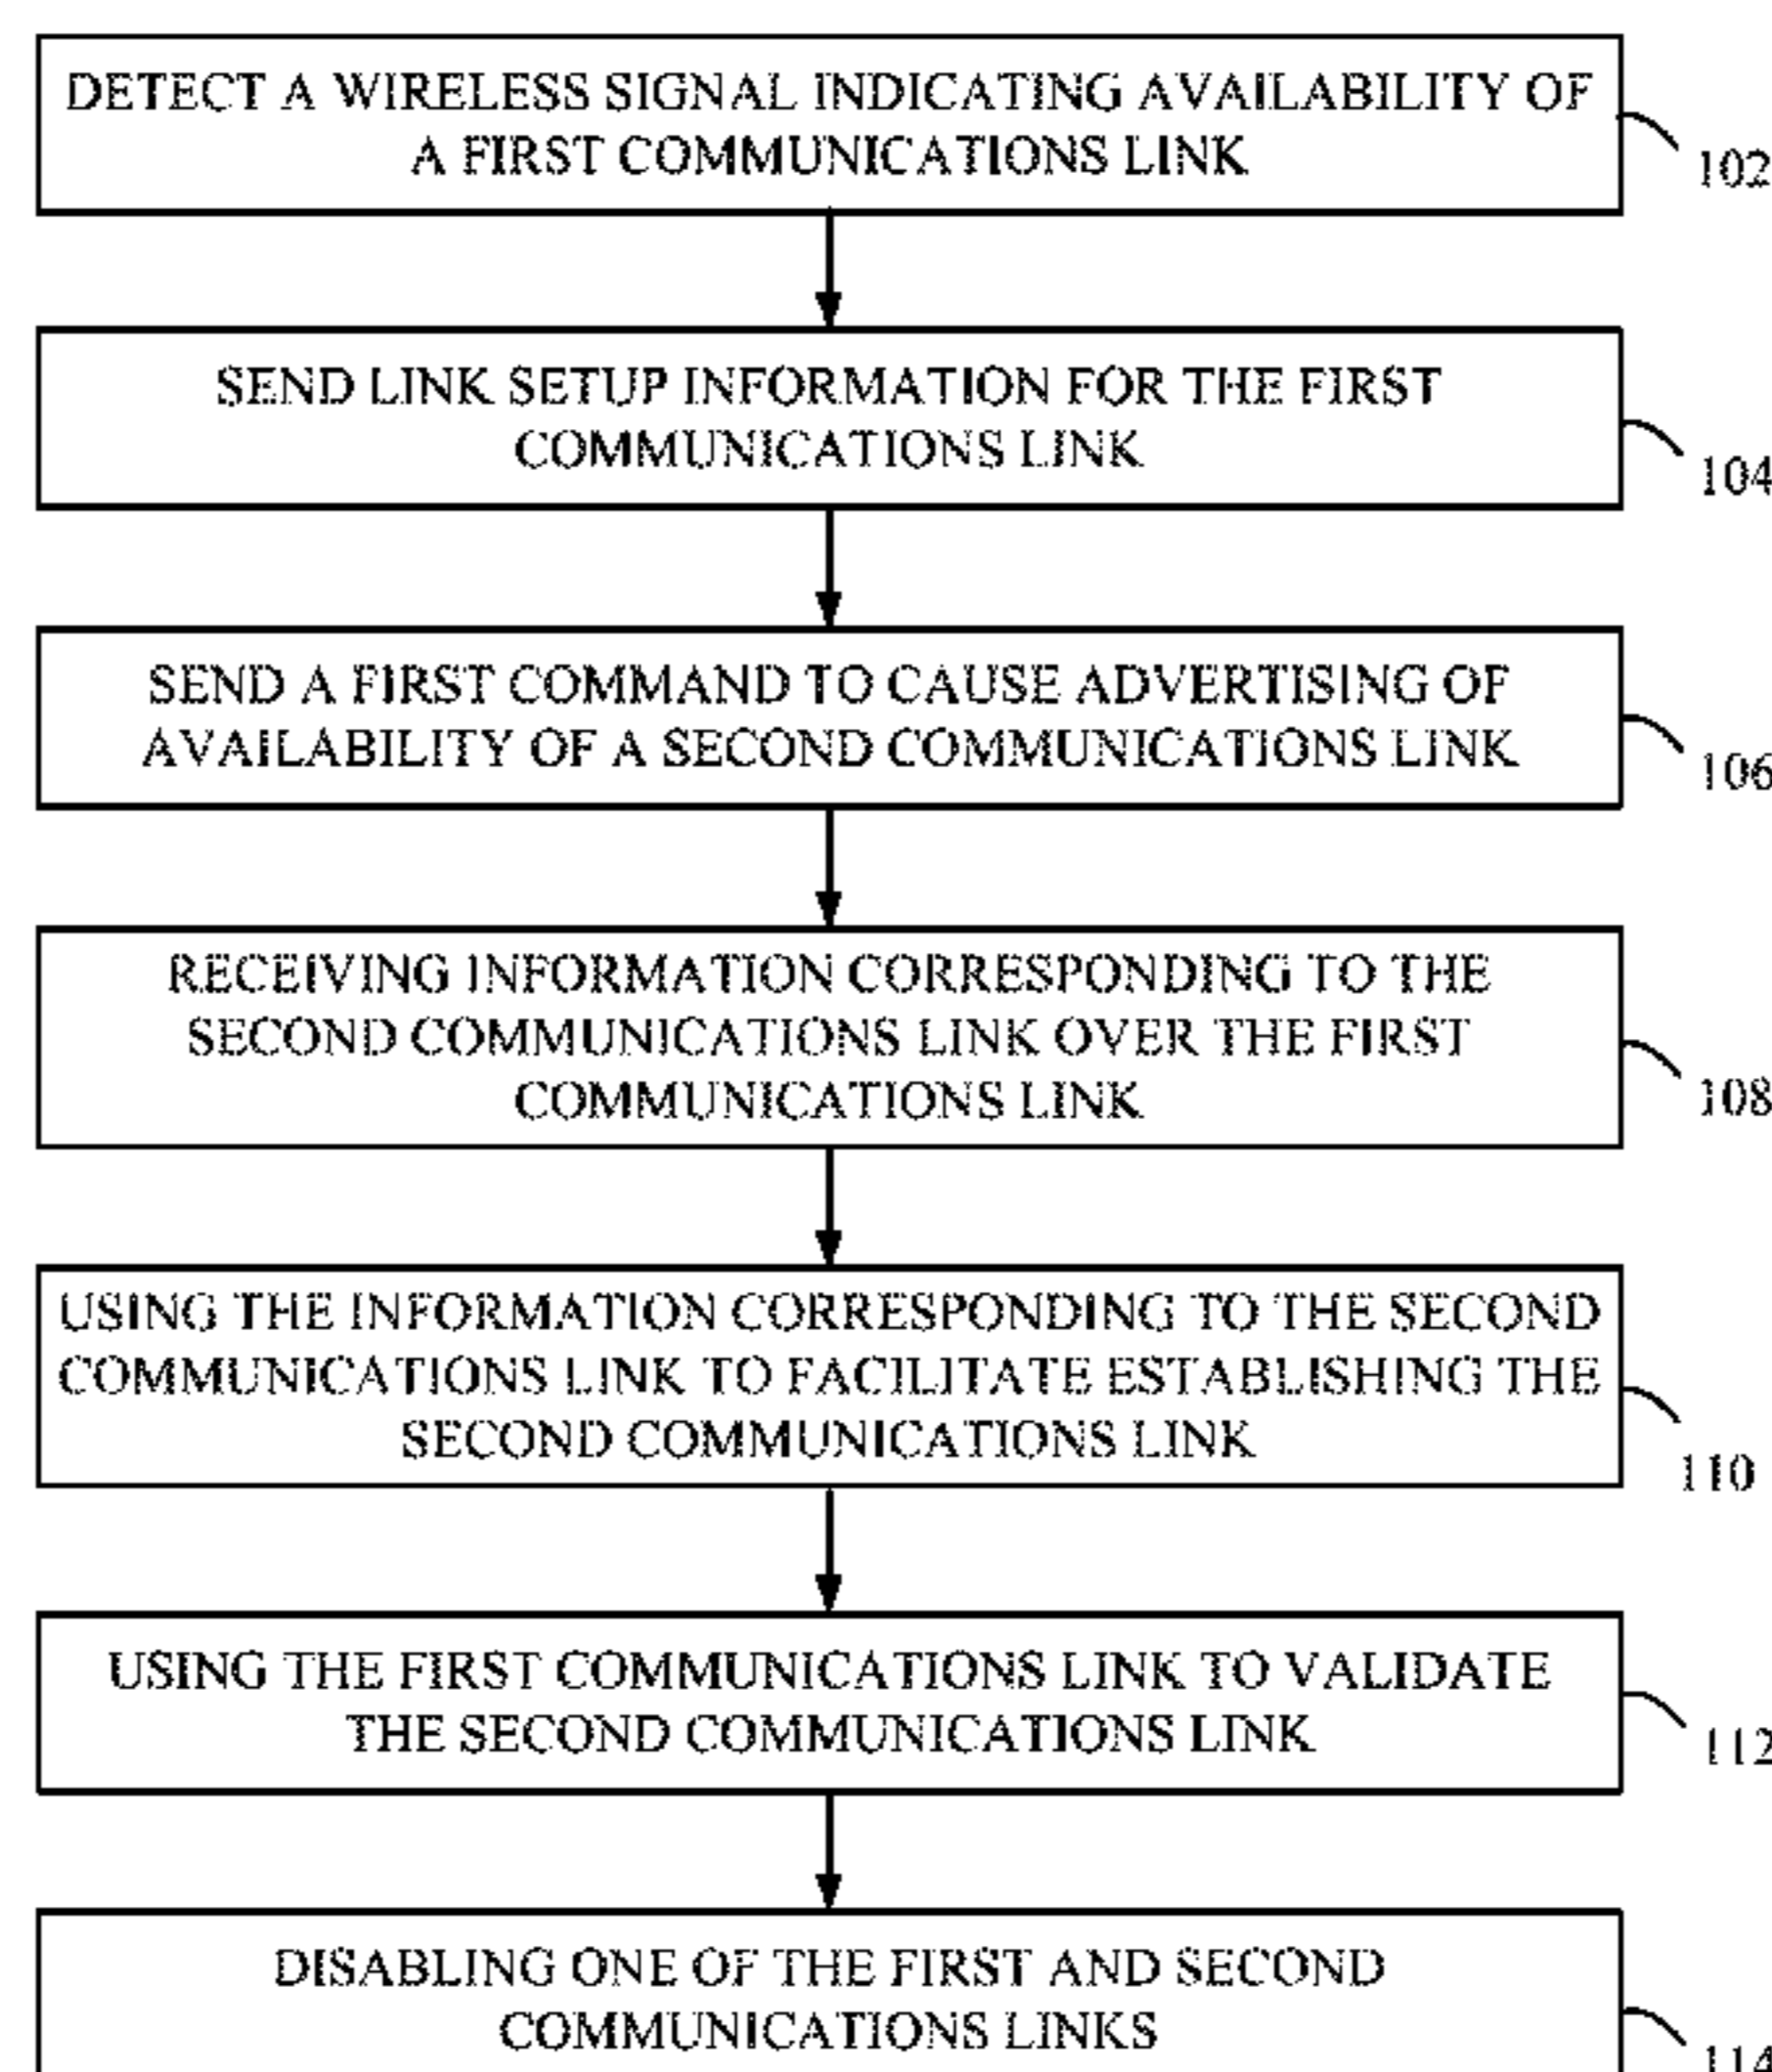 DETECT A WIRELESS SIGNAL INDICATING AVAILABILITY OF
A FIRST COMMUNICATIONS LINK
102
SEND LINK SETUP INFORMATION FOR THE FIRST
COMMUNICATIONS LINK
104
SEND A FIRST COMMAND TO CAUSE ADVERTISING OF
AVAILABILITY OF A SECOND COMMUNICATIONS LINK
106
RECEIVING INFORMATION CORRESPONDING TO THE
SECOND COMMUNICATIONS LINK OVER THE FIRST
COMMUNICATIONS LINK
108
USING THE INFORMATION CORRESPONDING TO THE SECOND
COMMUNICATIONS LINK TO FACILITATE ESTABLISHING THE
SECOND COMMUNICATIONS LINK
110
USING THE FIRST COMMUNICATIONS LINK TO VALIDATE
THE SECOND COMMUNICATIONS LINK
112
DISABLING ONE OF THE FIRST AND SECOND
COMMUNICATIONS LINKS
114